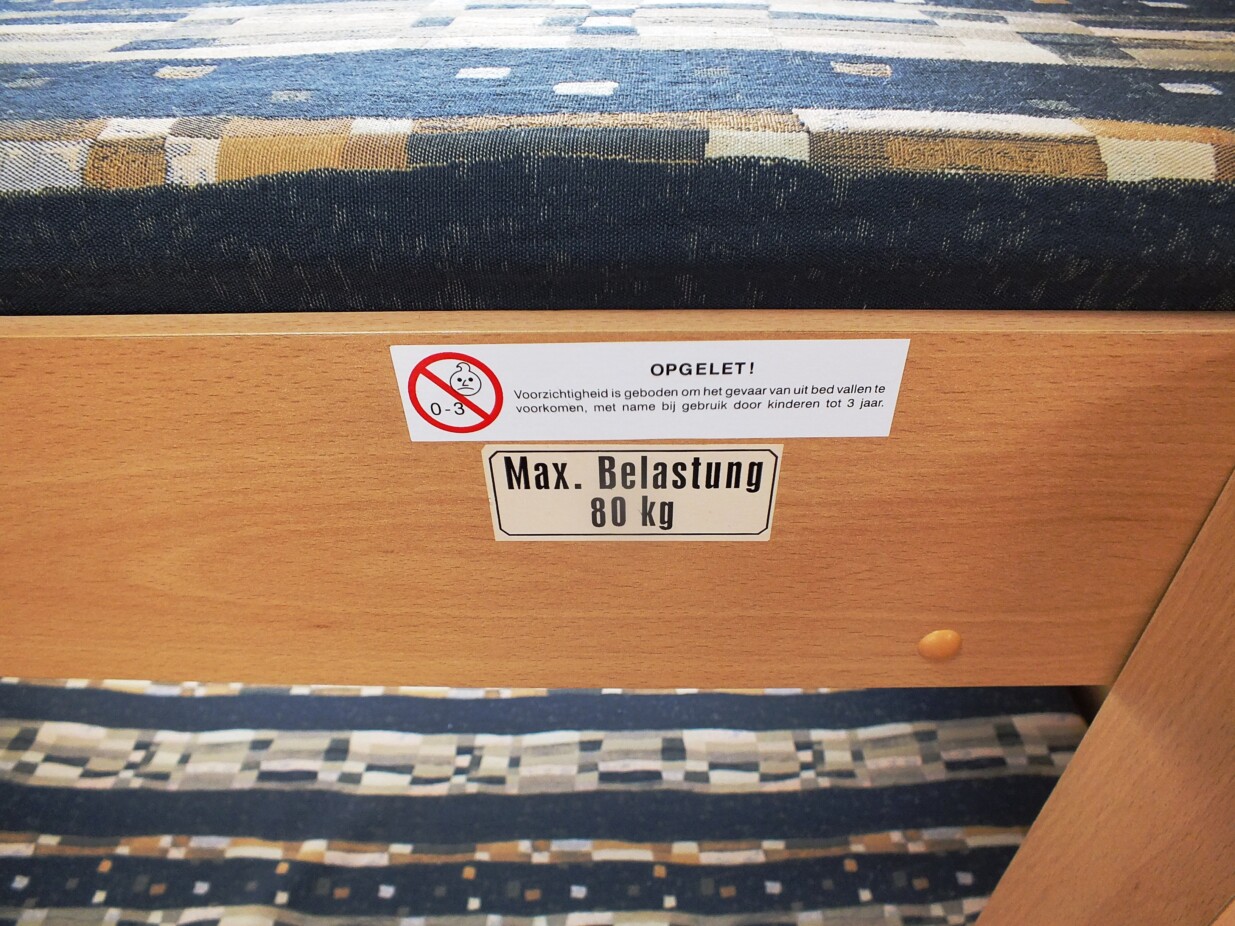 OPGELET!
Voorzichtigheid is geboden om het gevaar van uit bed vallen te
voorkomen, met name bij gebruik door kinderen tot 3 jaar.
0-3
Max. Belastung
80 kg